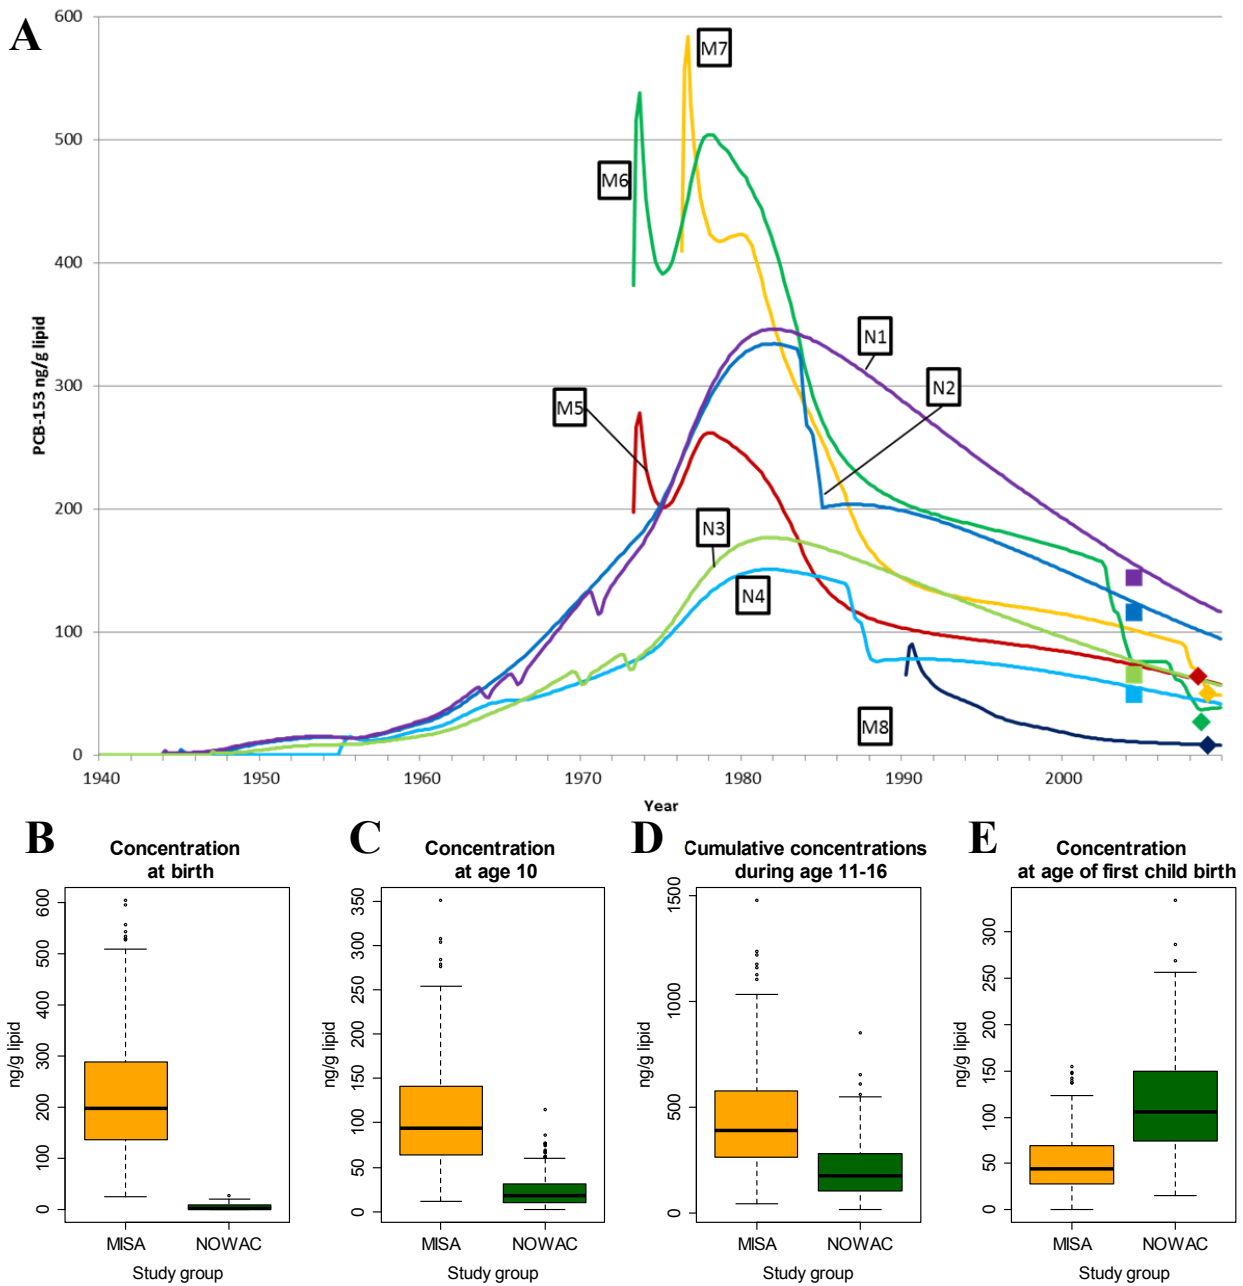 A
600
500
400
300
200
100
0
PCB-153 ng/g lipid
M7
M6
N1
N2
M5
N3
N4
M8
1940 1950 1960 1970 1980 1990 2000
Year
B
Concentration
at birth
600
500
400
300
200
100
0
ng/g lipid
MISA NOWAC
Study group
C
Concentration
at age 10
350
300
250
200
150
100
50
0
ng/g lipid
MISA NOWAC
Study group
D
Cumulative concentrations
during age 11-16
1500
1000
500
0
ng/g lipid
MISA NOWAC
Study group
E
Concentration
at age of first child birth
300
250
200
150
100
50
0
ng/g lipid
MISA NOWAC
Study group